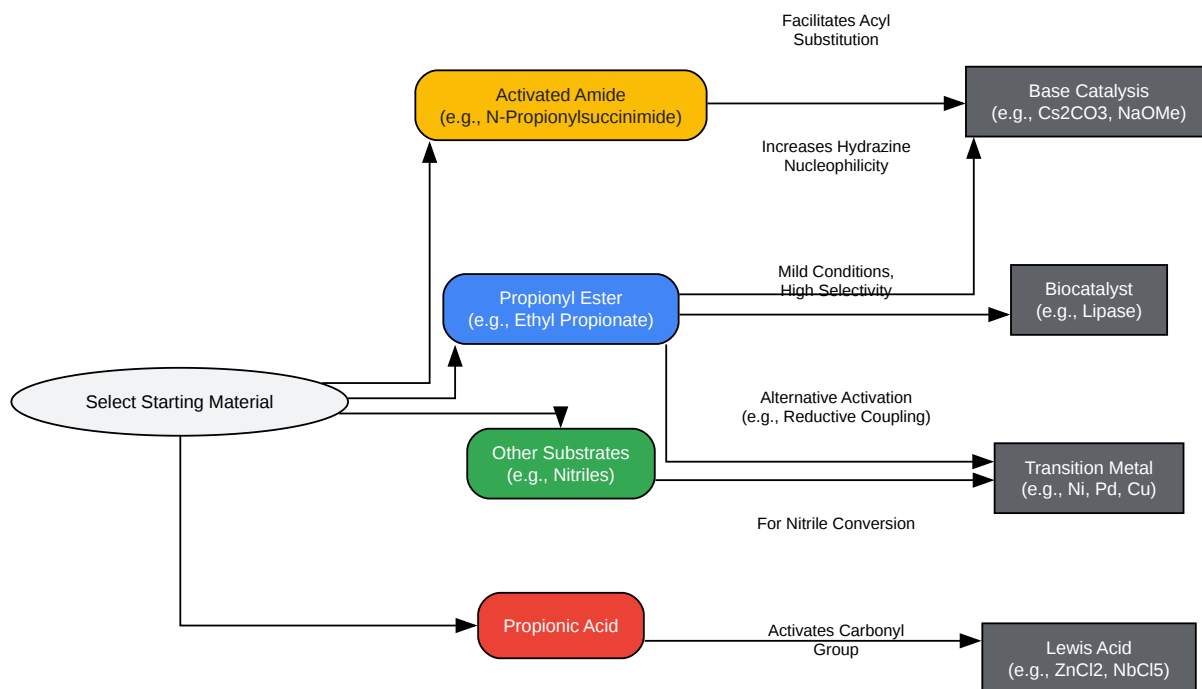 Facilitates Acyl
Substitution
Activated Amide
(e.g., N-Propionylsuccinimide)
Base Catalysis
(e.g., Cs2CO3, NaOMe)
Increases Hydrazine
Nucleophilicity
Propionyl Ester
(e.g., Ethyl Propionate)
Mild Conditions,
High Selectivity
Biocatalyst
(e.g., Lipase)
Select Starting Material
Alternative Activation
(e.g., Reductive Coupling)
Other Substrates
(e.g., Nitriles)
Transition Metal
(e.g., Ni, Pd, Cu)
For Nitrile Conversion
Propionic Acid
Activates Carbonyl
Group
Lewis Acid
(e.g., ZnCl2, NbCl5)